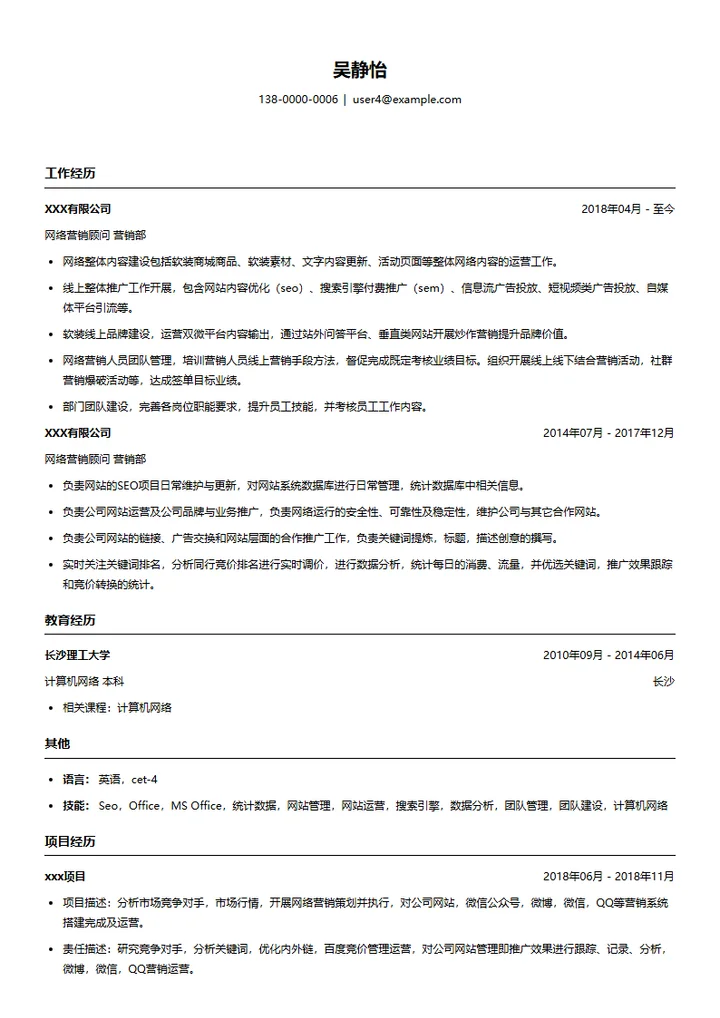 吴静怡
138-0000-0006 | user4@example.com
工作经历
XXX有限公司 2018年04月 - 至今
网络营销顾问 营销部
• 网络整体内容建设包括软装商城商品、软装素材、文字内容更新、活动页面等整体网络内容的运营工作。
• 线上整体推广工作开展，包含网站内容优化（seo）、搜索引擎付费推广（sem）、信息流广告投放、短视频类广告投放、自媒
体平台引流等。
• 软装线上品牌建设，运营双微平台内容输出，通过站外问答平台、垂直类网站开展炒作营销提升品牌价值。
• 网络营销人员团队管理，培训营销人员线上营销手段方法，督促完成既定考核业绩目标。组织开展线上线下结合营销活动，社群
营销爆破活动等，达成签单目标业绩。
• 部门团队建设，完善各岗位职能要求，提升员工技能，并考核员工工作内容。
XXX有限公司 2014年07月 - 2017年12月
网络营销顾问 营销部
• 负责网站的SEO项目日常维护与更新，对网站系统数据库进行日常管理，统计数据库中相关信息。
• 负责公司网站运营及公司品牌与业务推广，负责网络运行的安全性、可靠性及稳定性，维护公司与其它合作网站。
• 负责公司网站的链接、广告交换和网站层面的合作推广工作，负责关键词提炼，标题，描述创意的撰写。
• 实时关注关键词排名，分析同行竞价排名进行实时调价，进行数据分析，统计每日的消费、流量，并优选关键词，推广效果跟踪
和竞价转换的统计。
教育经历
长沙理工大学 2010年09月 - 2014年06月
计算机网络 本科 长沙
• 相关课程：计算机网络
其他
• 语言： 英语，cet-4
• 技能： Seo，Office，MS Office，统计数据，网站管理，网站运营，搜索引擎，数据分析，团队管理，团队建设，计算机网络
项目经历
xxx项目 2018年06月 - 2018年11月
• 项目描述：分析市场竞争对手，市场行情，开展网络营销策划并执行，对公司网站，微信公众号，微博，微信，QQ等营销系统
搭建完成及运营。
• 责任描述：研究竞争对手，分析关键词，优化内外链，百度竞价管理运营，对公司网站管理即推广效果进行跟踪、记录、分析，
微博，微信，QQ营销运营。